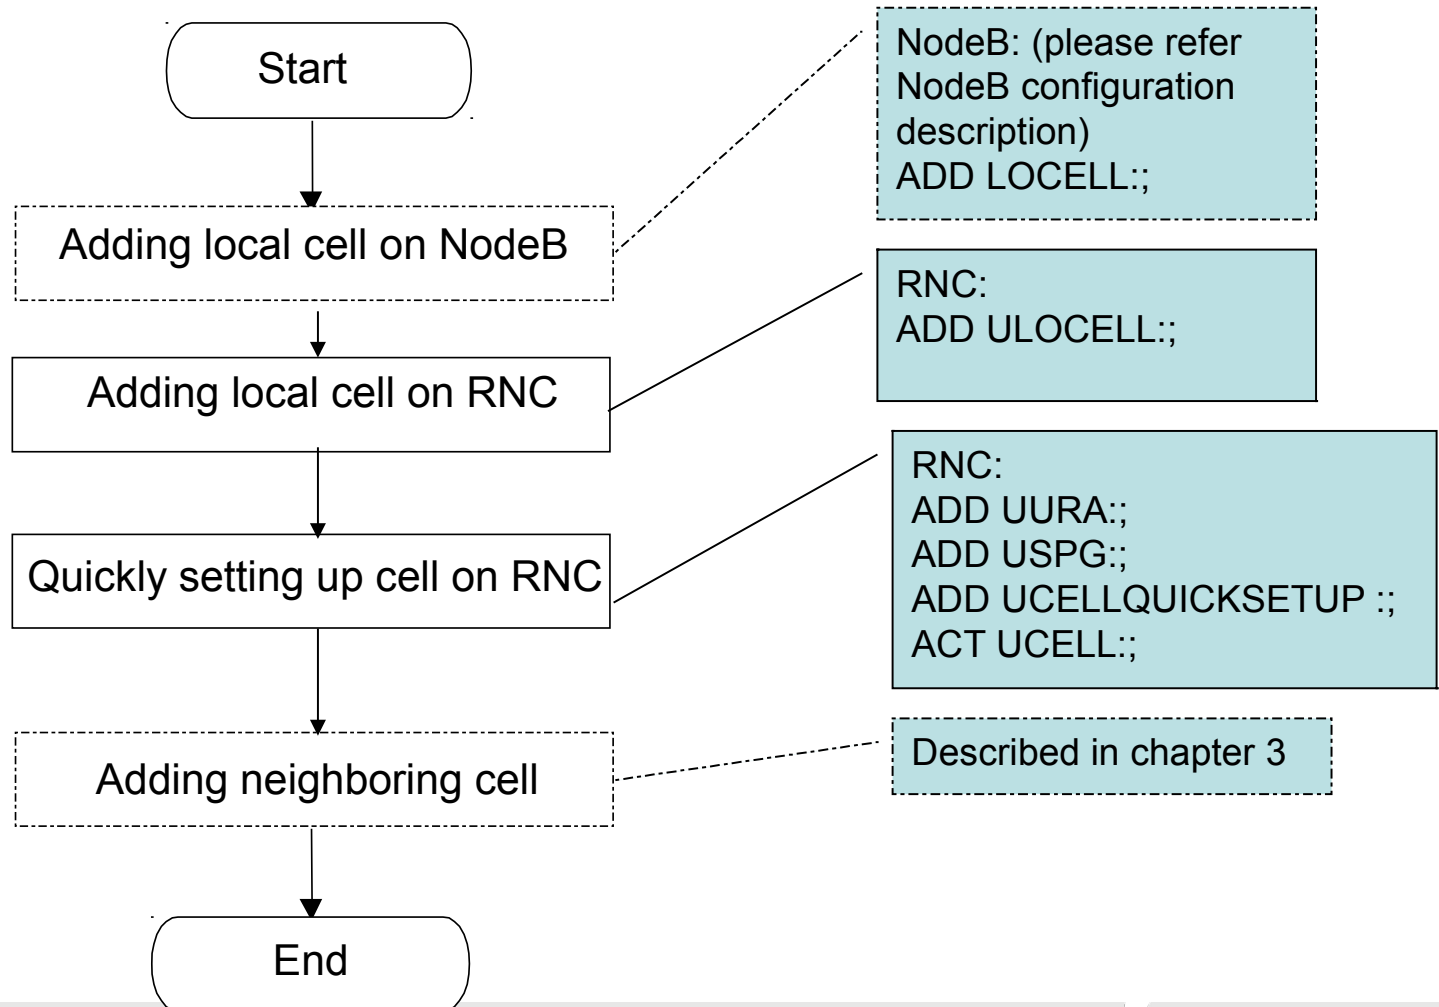 Start
Adding local cell on NodeB
Adding local cell on RNC
Quickly setting up cell on RNC
Adding neighboring cell
End
NodeB: (please refer
NodeB configuration
description)
ADD LOCELL:;
RNC:
ADD ULOCELL:;
RNC:
ADD UURA:;
ADD USPG:;
ADD UCELLQUICKSETUP :;
ACT UCELL:;
Described in chapter 3